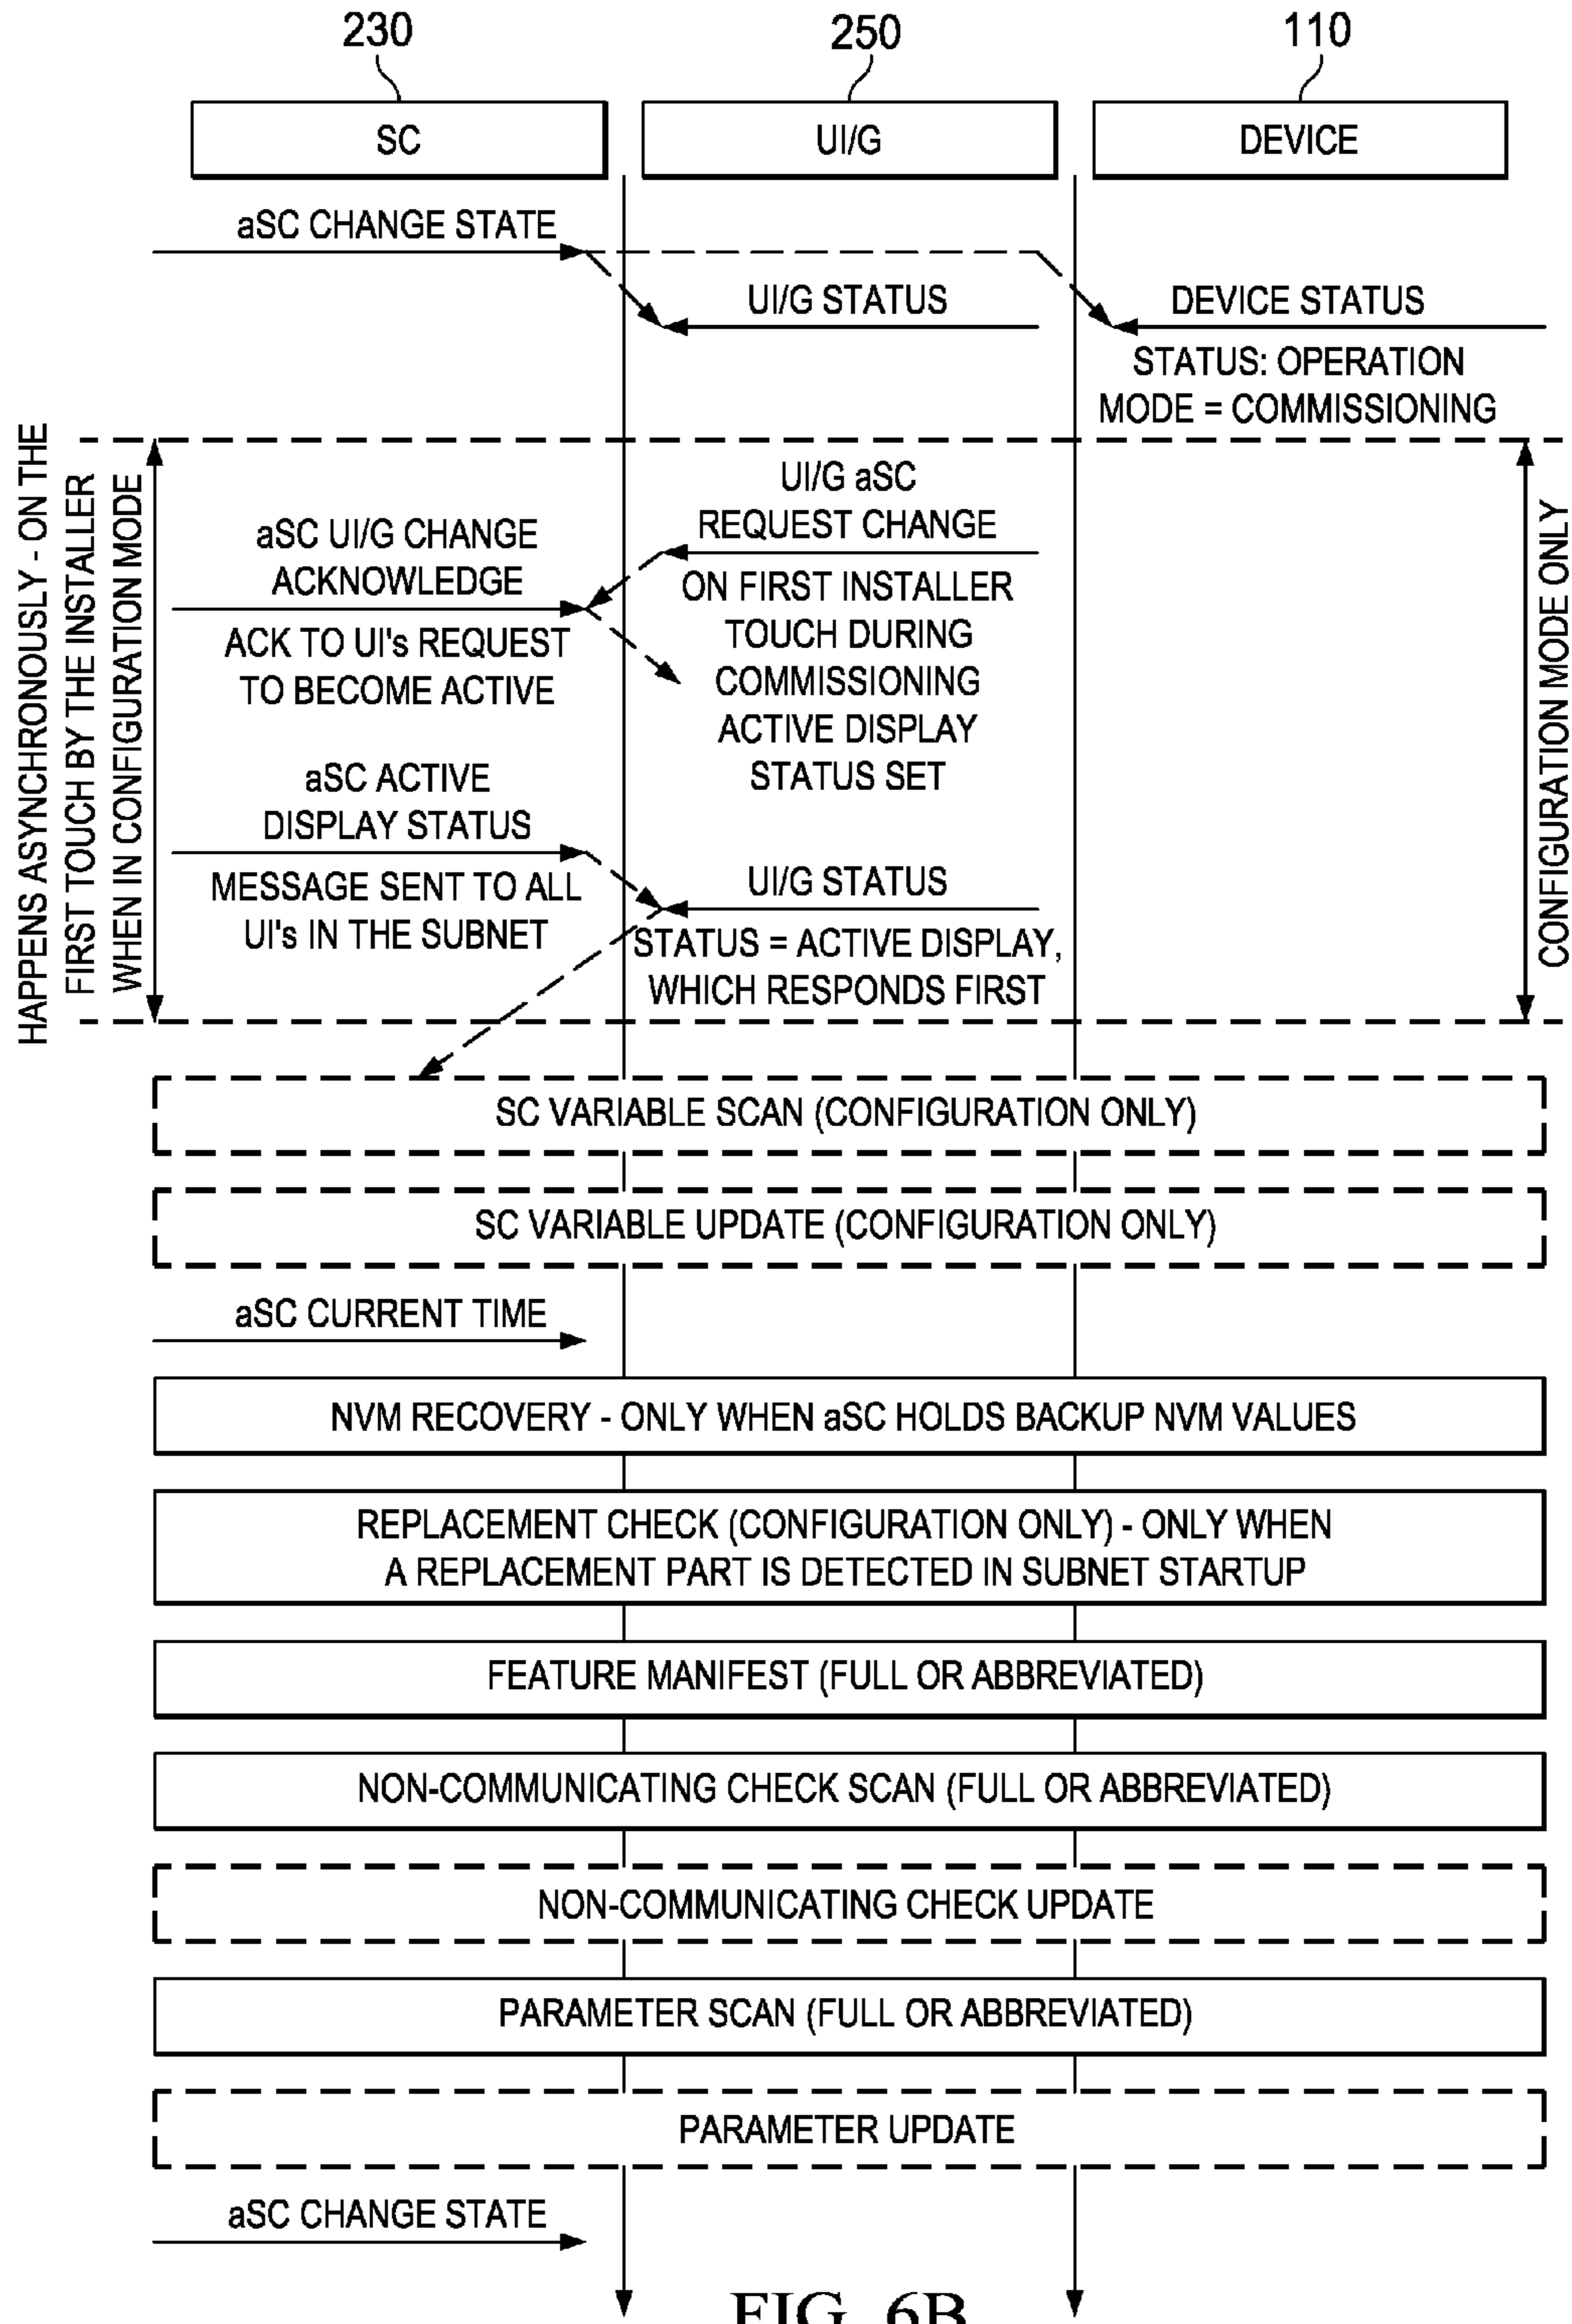 230
250
110
SC
UI/G
DEVICE
aSC CHANGE STATE
UI/G STATUS
DEVICE STATUS
STATUS: OPERATION
MODE = COMMISSIONING
HAPPENS ASYNCHRONOUSLY - ON THE
FIRST TOUCH BY THE INSTALLER
WHEN IN CONFIGURATION MODE
UI/G aSC
REQUEST CHANGE
ON FIRST INSTALLER
TOUCH DURING
COMMISSIONING
ACTIVE DISPLAY
STATUS SET
aSC UI/G CHANGE
ACKNOWLEDGE
ACK TO UI's REQUEST
TO BECOME ACTIVE
aSC ACTIVE
DISPLAY STATUS
MESSAGE SENT TO ALL
UI's IN THE SUBNET
UI/G STATUS
STATUS = ACTIVE DISPLAY,
WHICH RESPONDS FIRST
CONFIGURATION MODE ONLY
SC VARIABLE SCAN (CONFIGURATION ONLY)
SC VARIABLE UPDATE (CONFIGURATION ONLY)
aSC CURRENT TIME
NVM RECOVERY - ONLY WHEN aSC HOLDS BACKUP NVM VALUES
REPLACEMENT CHECK (CONFIGURATION ONLY) - ONLY WHEN
A REPLACEMENT PART IS DETECTED IN SUBNET STARTUP
FEATURE MANIFEST (FULL OR ABBREVIATED)
NON-COMMUNICATING CHECK SCAN (FULL OR ABBREVIATED)
NON-COMMUNICATING CHECK UPDATE
PARAMETER SCAN (FULL OR ABBREVIATED)
PARAMETER UPDATE
aSC CHANGE STATE
FIG. 6B